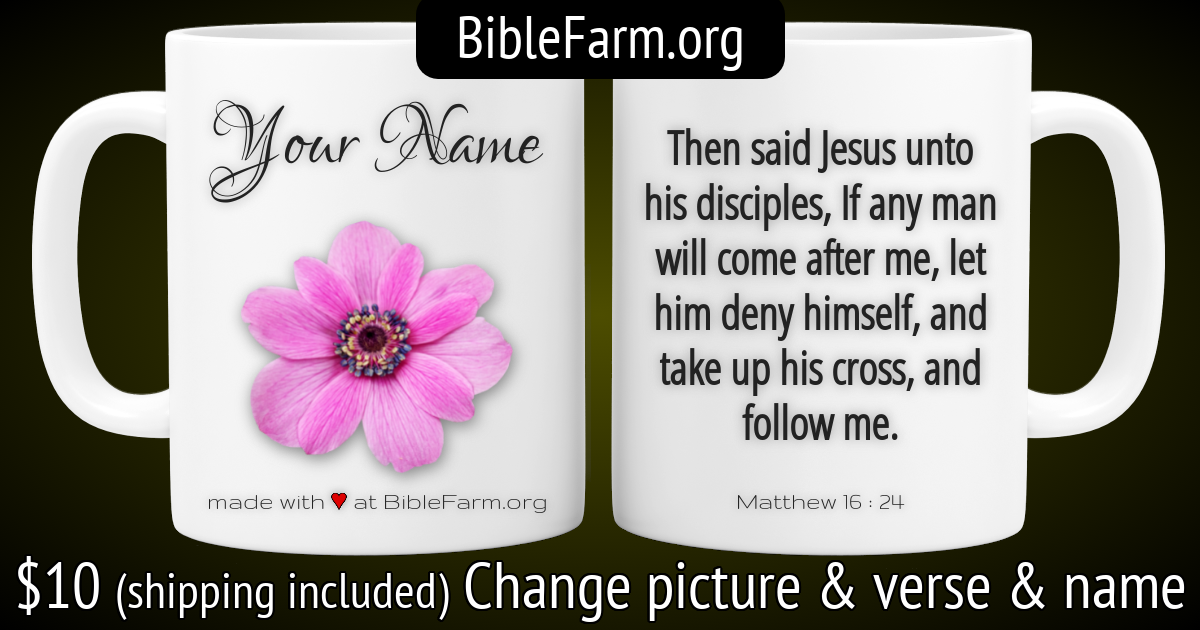 BibleFarm.org
Your Name
made with ♥ at BibleFarm.org
Then said Jesus unto
his disciples, If any man
will come after me, let
him deny himself, and
take up his cross, and
follow me.
Matthew 16 : 24
$10 (shipping included) Change picture & verse & name